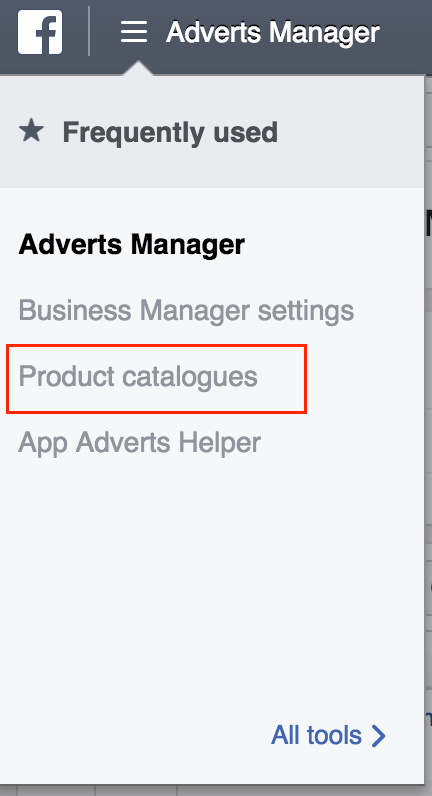 Adverts Manager
Frequently used
Adverts Manager
Business Manager settings
Product catalogues
App Adverts Helper
All tools